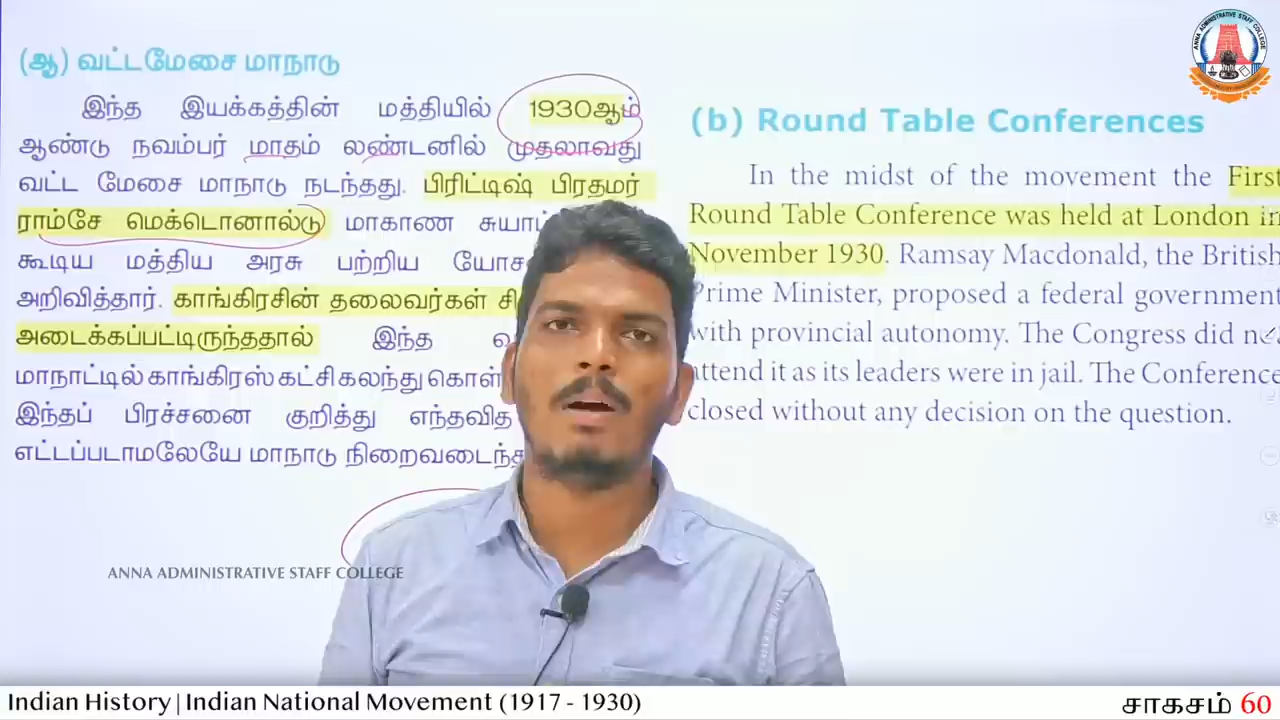 (ஆ) வட்டமேசை மாநாடு
இந்த இயக்கத்தின் மத்தியில் 1930ஆம்
ஆண்டு நவம்பர் மாதம் லண்டனில் முதலாவது
வட்ட மேசை மாநாடு நடந்தது. பிரிட்டிஷ் பிரதமர்
ராம்சே மெக்டொனால்டு மாகாண
கூடிய மத்திய அரசு பற்றிய
அறிவித்தார். காங்கிரசின் தலைவர்கள்
அடைக்கப்பட்டிருந்ததால் இந்த
மாநாட்டில் காங்கிரஸ் கட்சி கலந்து
இந்தப் பிரச்சனை குறித்து எந்தவித
எட்டப்படாமலேயே மாநாடு
(b) Round Table Conferences
In the midst of the movement the First
Round Table Conference was held at London in
November 1930. Ramsay Macdonald, the British
Prime Minister, proposed a federal government
with provincial autonomy. The Congress did
attend it as its leaders were in jail. The Conference
closed without any decision on the question.
ANNA ADMINISTRATIVE STAFF COLLEGE
ANNA ADMINISTRATIVE STAFF COLLEGE
Indian History | Indian National Movement (1917 - 1930)
சாகசம் 60